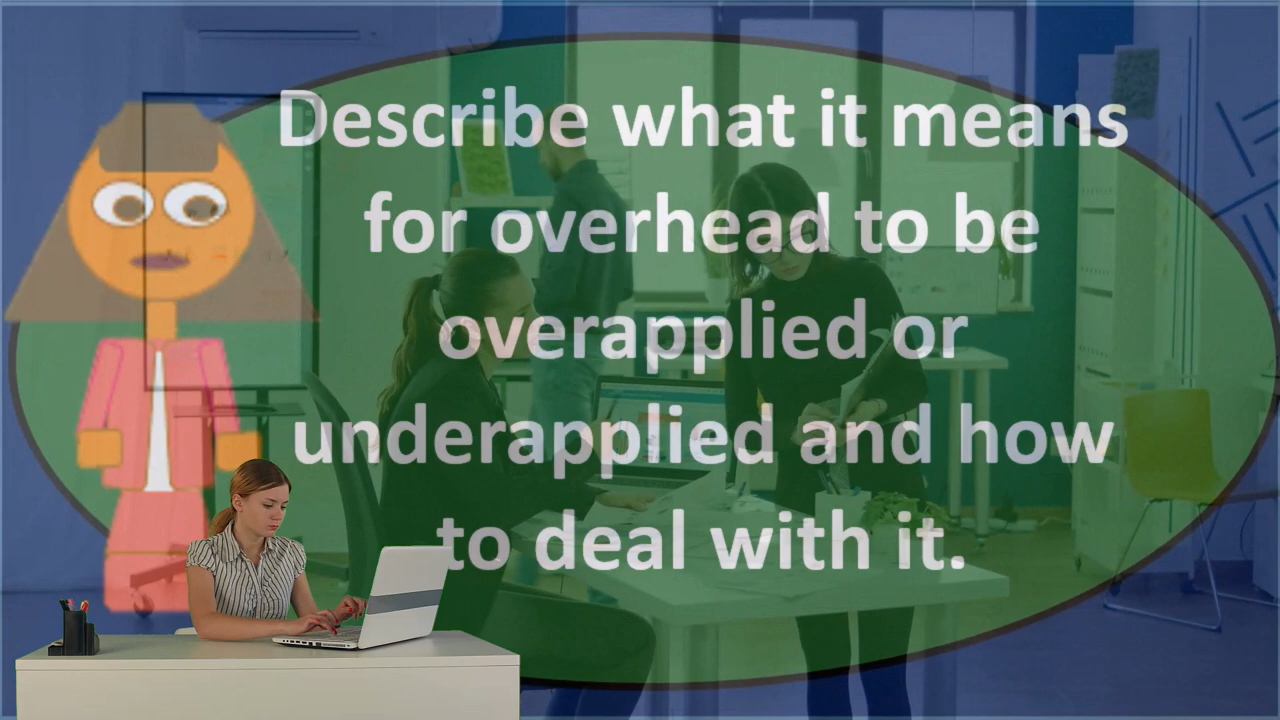 Describe what it means
for overhead to be
overapplied or
underapplied and how
to deal with it.